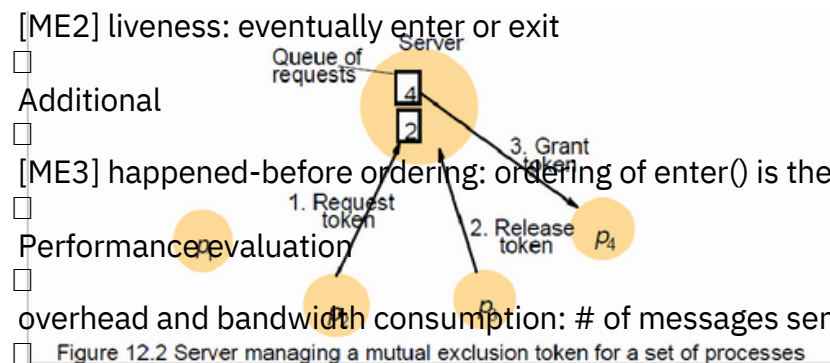 [ME2] liveness: eventually enter or exit
Server
Queue of
requests
4
Additional
2
3. Grant
token
[ME3] happened-before ordering: ordering of enter() is the
1. Request
token
2. Release
token
p4
Performance evaluation
p
p
p
overhead and bandwidth consumption: # of messages
Figure 12.2 Server managing a mutual exclusion token for a set of processes